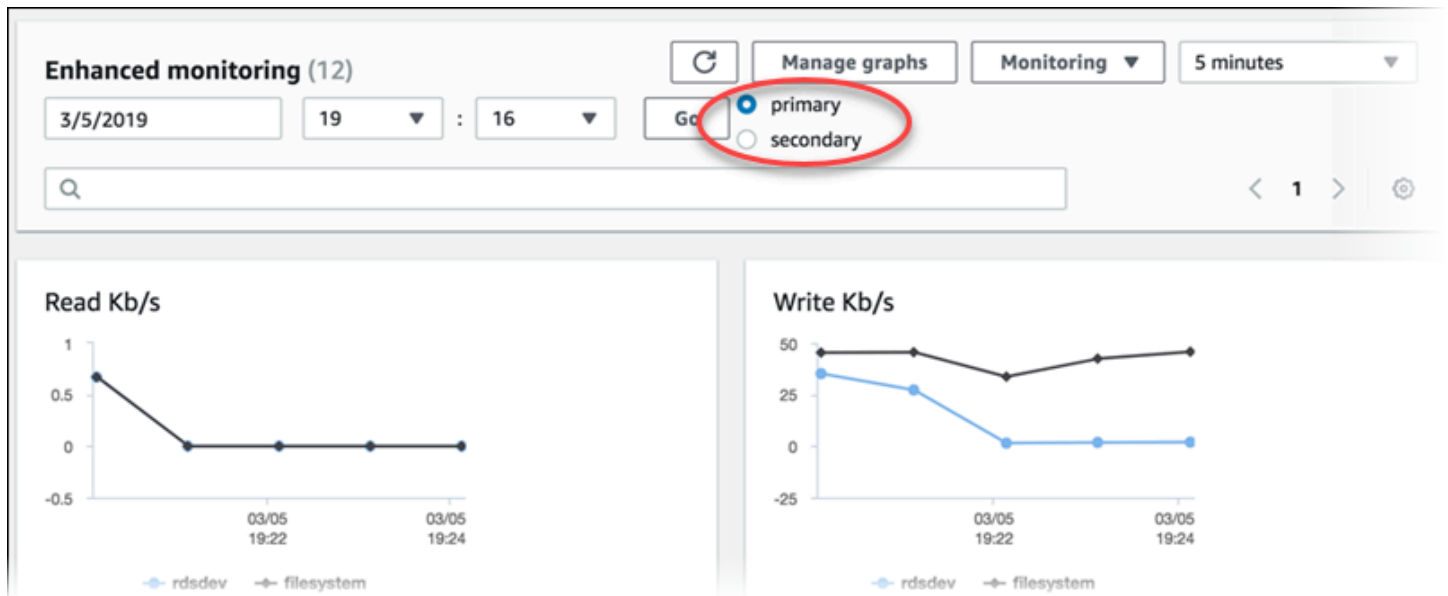 Enhanced monitoring (12)
Manage graphs
Monitoring
5 minutes
3/5/2019
19 : 16
Go
primary
secondary
1
Read Kb/s
1
0.5
0
-0.5
03/05 03/05
19:22 19:24
rdsdev filesystem
Write Kb/s
50
25
0
-25
03/05 03/05
19:22 19:24
rdsdev filesystem